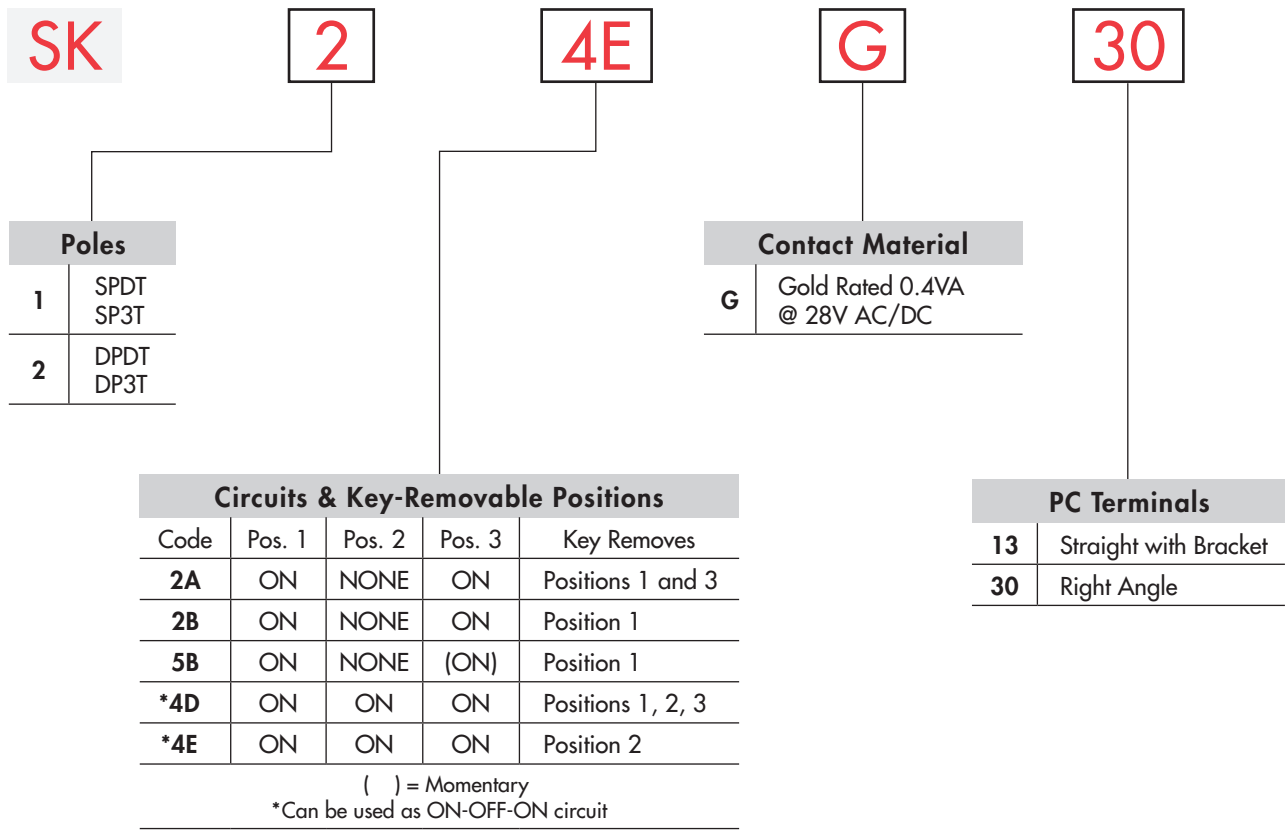 SK 2 4E G 30
Poles
1 SPDT
SP3T
2 DPDT
DP3T
Contact Material
G Gold Rated 0.4VA
@ 28V AC/DC
Circuits & Key-Removable Positions
Code Pos. 1 Pos. 2 Pos. 3 Key Removes
2A ON NONE ON Positions 1 and 3
2B ON NONE ON Position 1
5B ON NONE (ON) Position 1
*4D ON ON ON Positions 1, 2, 3
*4E ON ON ON Position 2
( ) = Momentary
*Can be used as ON-OFF-ON circuit
PC Terminals
13 Straight with Bracket
30 Right Angle